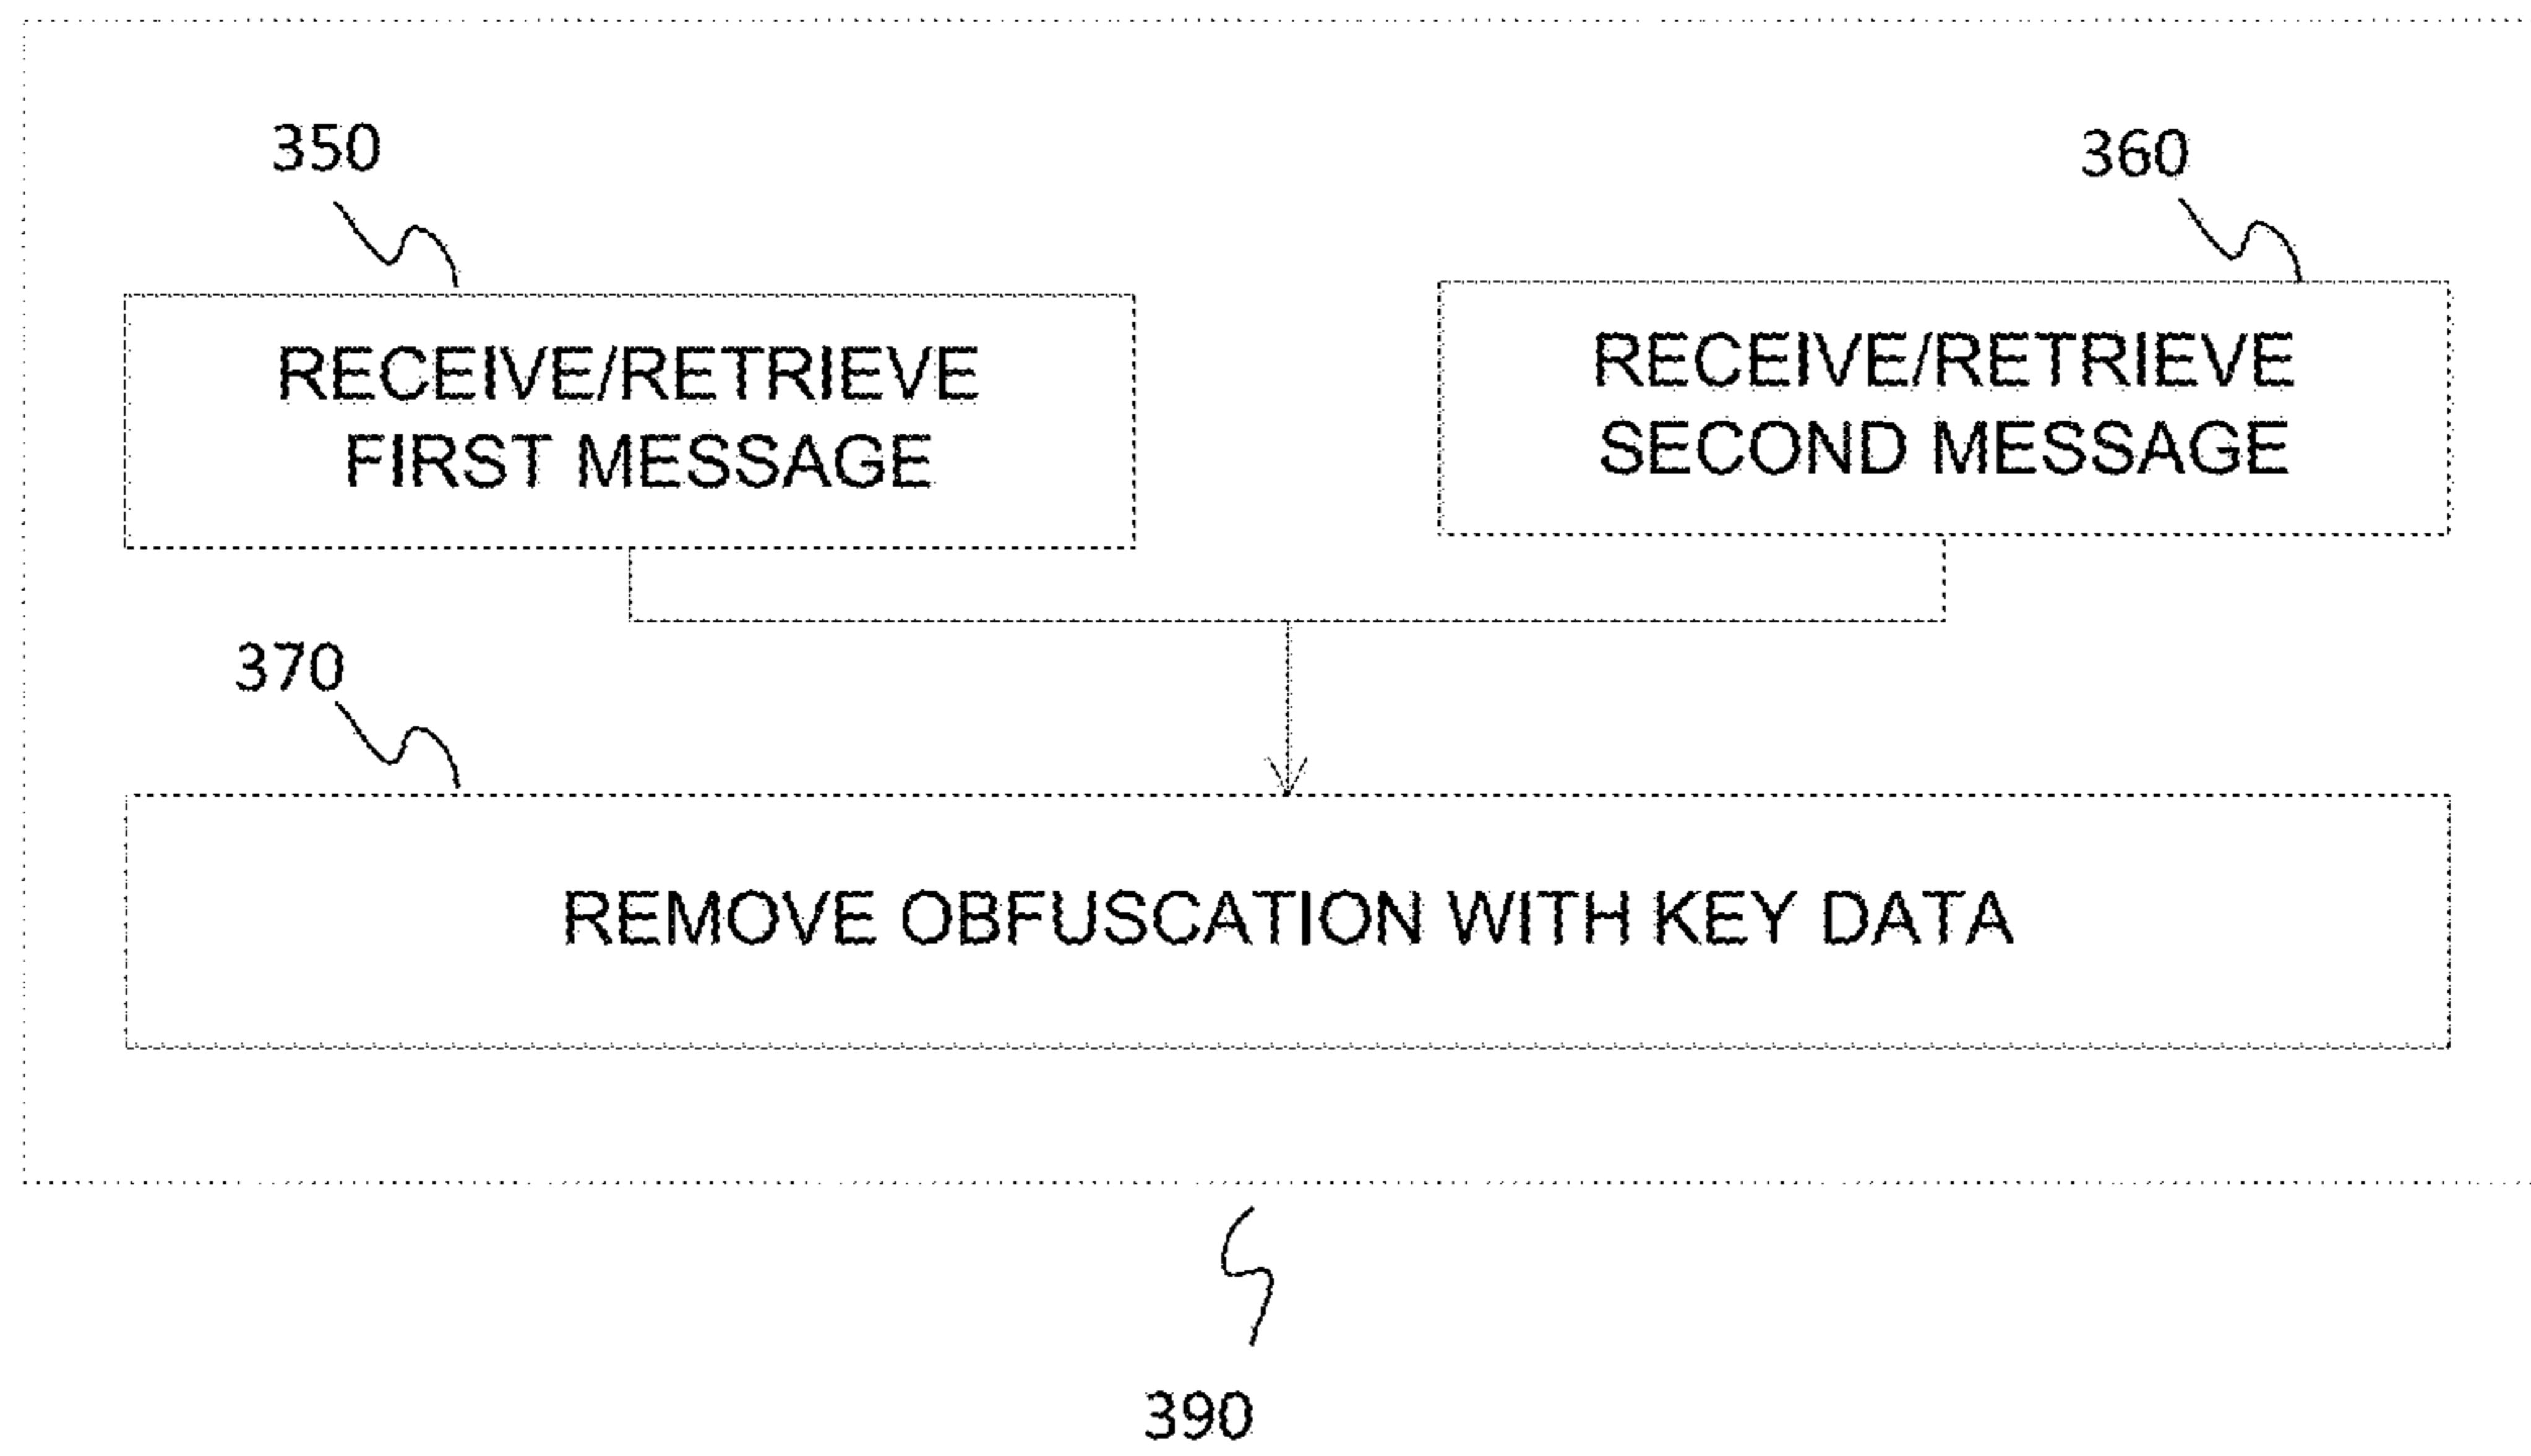 350
360
RECEIVE/RETRIEVE
FIRST MESSAGE
RECEIVE/RETRIEVE
SECOND MESSAGE
370
REMOVE OBFUSCATION WITH KEY DATA
390